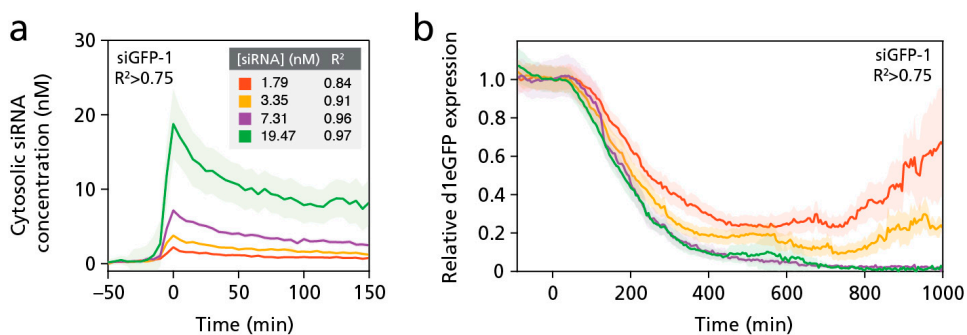 a
siGFP-1
R²>0.75
[siRNA] (nM) R²
1.79 0.84
3.35 0.91
7.31 0.96
19.47 0.97
Cytosolic siRNA
concentration (nM)
30
20
10
0
−50 0 50 100 150
Time (min)
b
siGFP-1
R²>0.75
Relative d1eGFP expression
1.0
0.8
0.6
0.4
0.2
0
0 200 400 600 800 1000
Time (min)